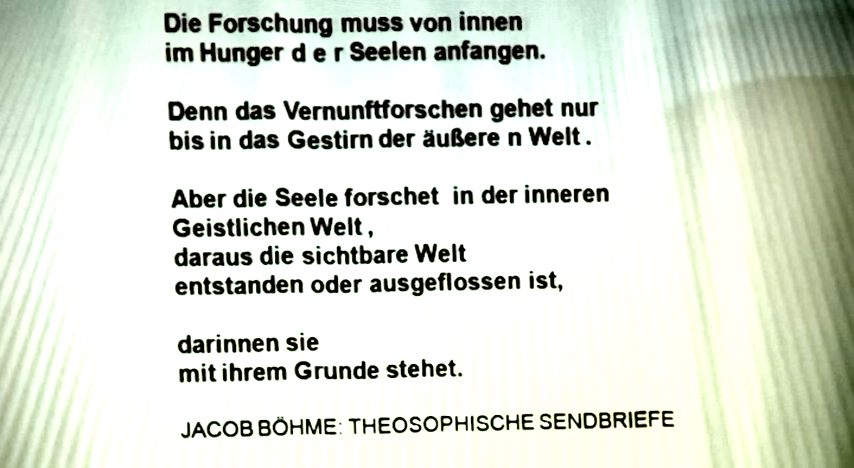 Die Forschung muss von innen
im Hunger d e r Seelen anfangen.
Denn das Vernunftforschen gehet nur
bis in das Gestirn der äußere n Welt .
Aber die Seele forschet in der inneren
Geistlichen Welt ,
daraus die sichtbare Welt
entstanden oder ausgeflossen ist,
darinnen sie
mit ihrem Grunde stehet.
JACOB BÖHME: THEOSOPHISCHE SENDBRIEFE